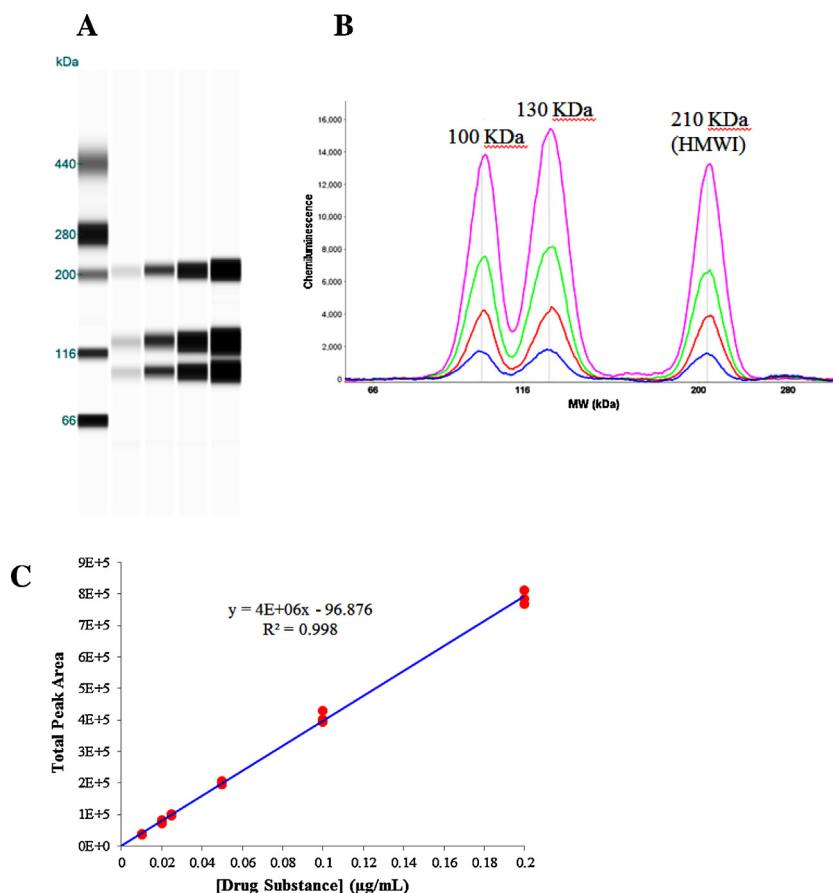 A
kDa
440
280
200
116
66
B
100 KDa
130 KDa
210 KDa
(HMWI)
Chemiluminescence
16,000
14,000
12,000
10,000
8,000
6,000
4,000
2,000
0
66 116 200 280
MW (kDa)
C
Total Peak Area
9E+5
8E+5
7E+5
6E+5
5E+5
4E+5
3E+5
2E+5
1E+5
0E+0
y = 4E+06x - 96.876
R² = 0.998
0 0.02 0.04 0.06 0.08 0.1 0.12 0.14 0.16 0.18 0.2
[Drug Substance] (µg/mL)